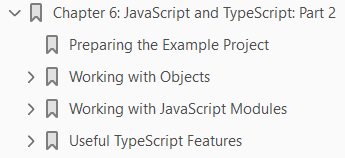 Chapter 6: JavaScript and TypeScript: Part 2
Preparing the Example Project
Working with Objects
Working with JavaScript Modules
Useful TypeScript Features